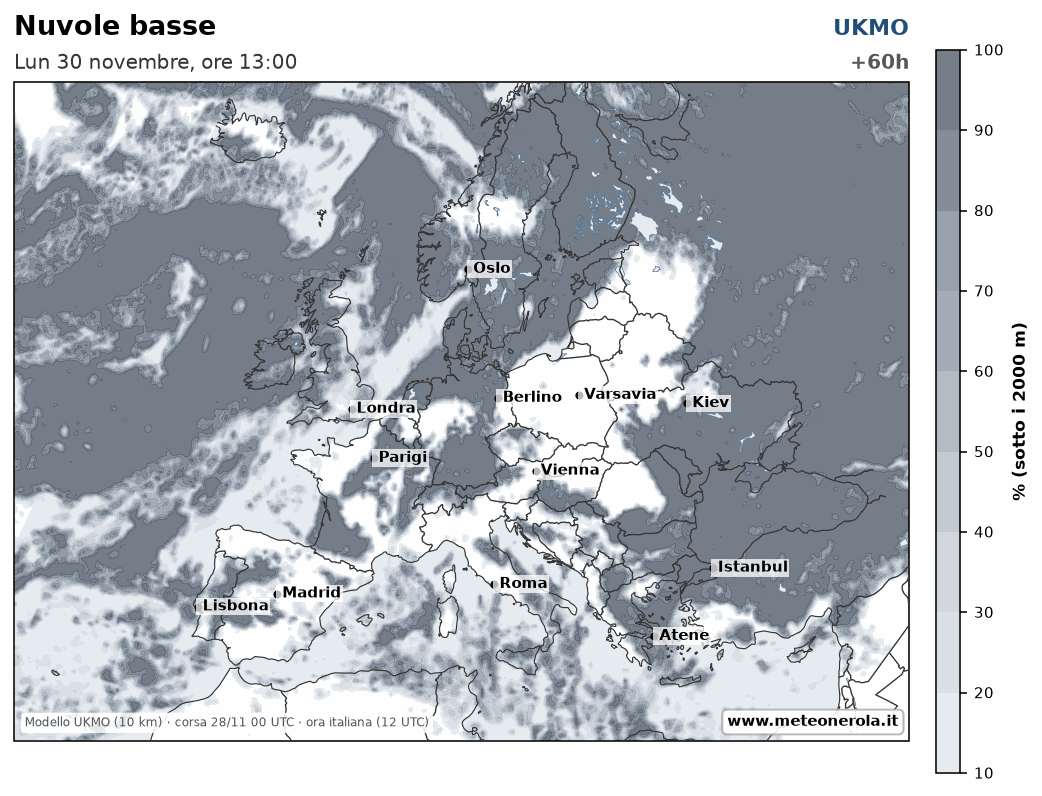 Nuvole basse
UKMO
Lun 30 novembre, ore 13:00
+60h
100
90
80
70
60
50
40
30
20
10
% (sotto i 2000 m)
Oslo
Berlino
Varsavia
Kiev
Londra
Parigi
Vienna
Istanbul
Roma
Madrid
Lisbona
Atene
Modello UKMO (10 km) · corsa 28/11 00 UTC · ora italiana (12 UTC)
www.meteonerola.it